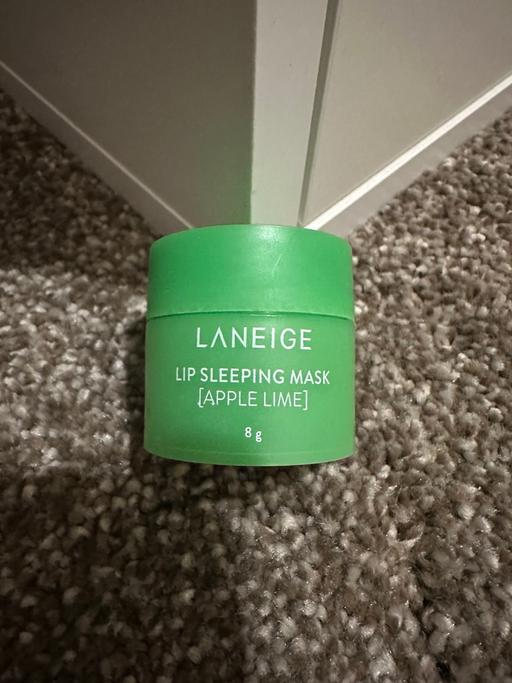 LANEIGE
LIP SLEEPING MASK
[APPLE LIME]
8 g